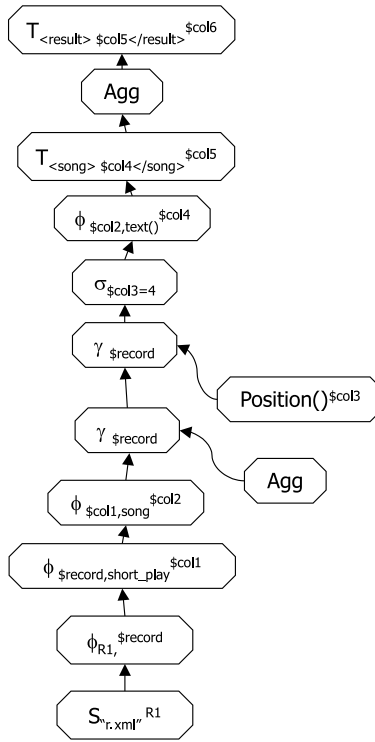 T<result> $col5</result>$col6
Agg
T<song> $col4</song>$col5
ϕ$col2,text()$col4
σ$col3=4
γ $record
Position()$col3
γ $record
Agg
ϕ$col1,song$col2
ϕ$record,short_play$col1
ϕR1,$record
S“r.xml”R1